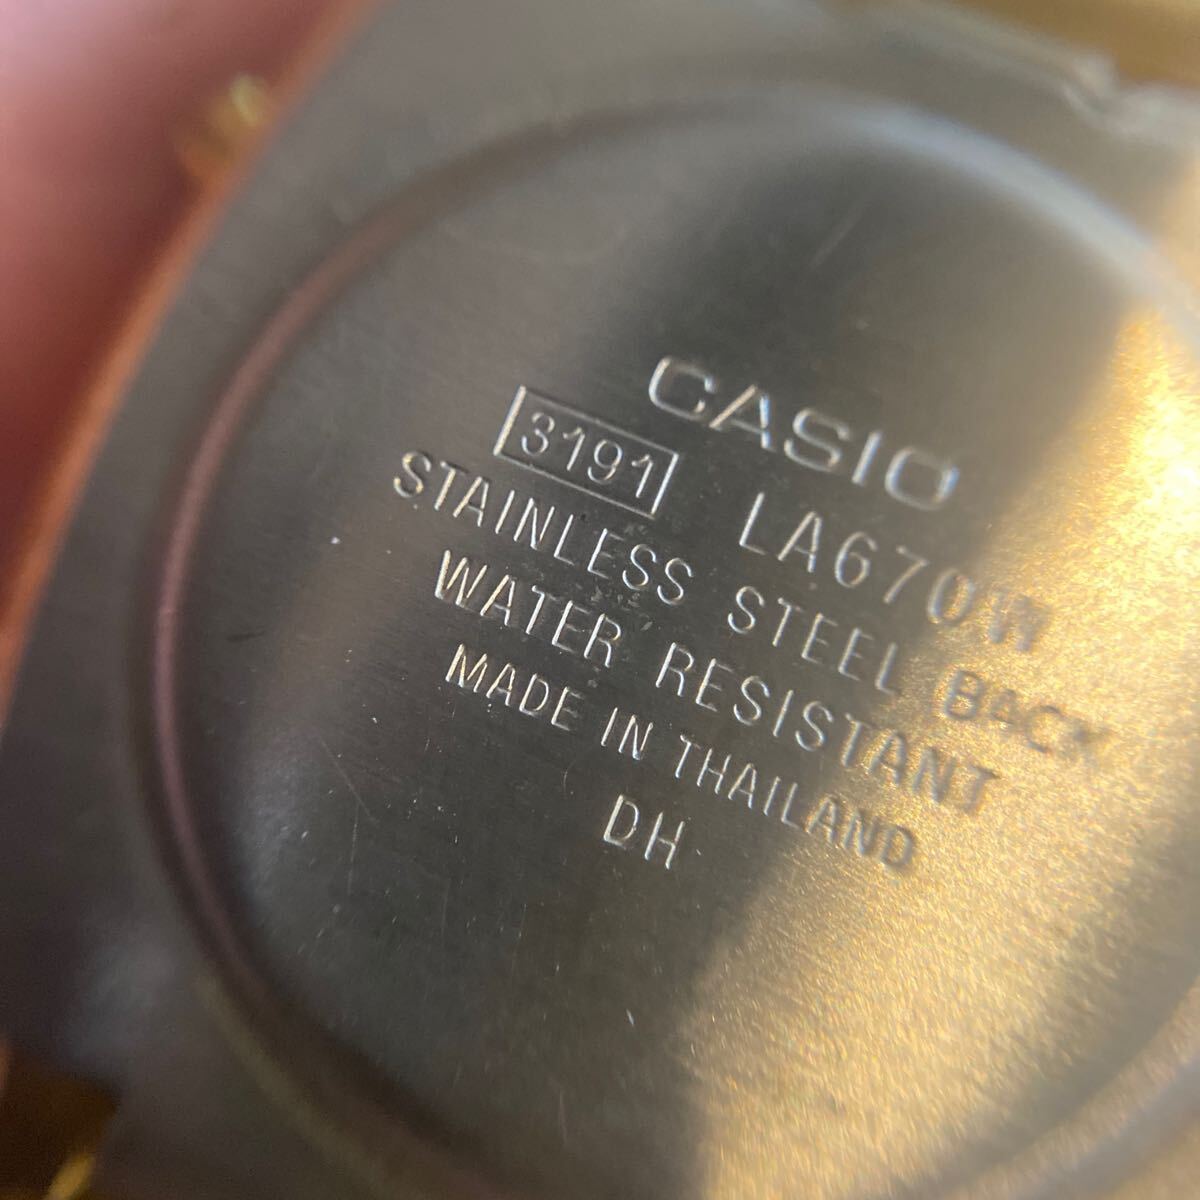 CASIO
3191 LA670W
STAINLESS STEEL BACK
WATER RESISTANT
MADE IN THAILAND
DH